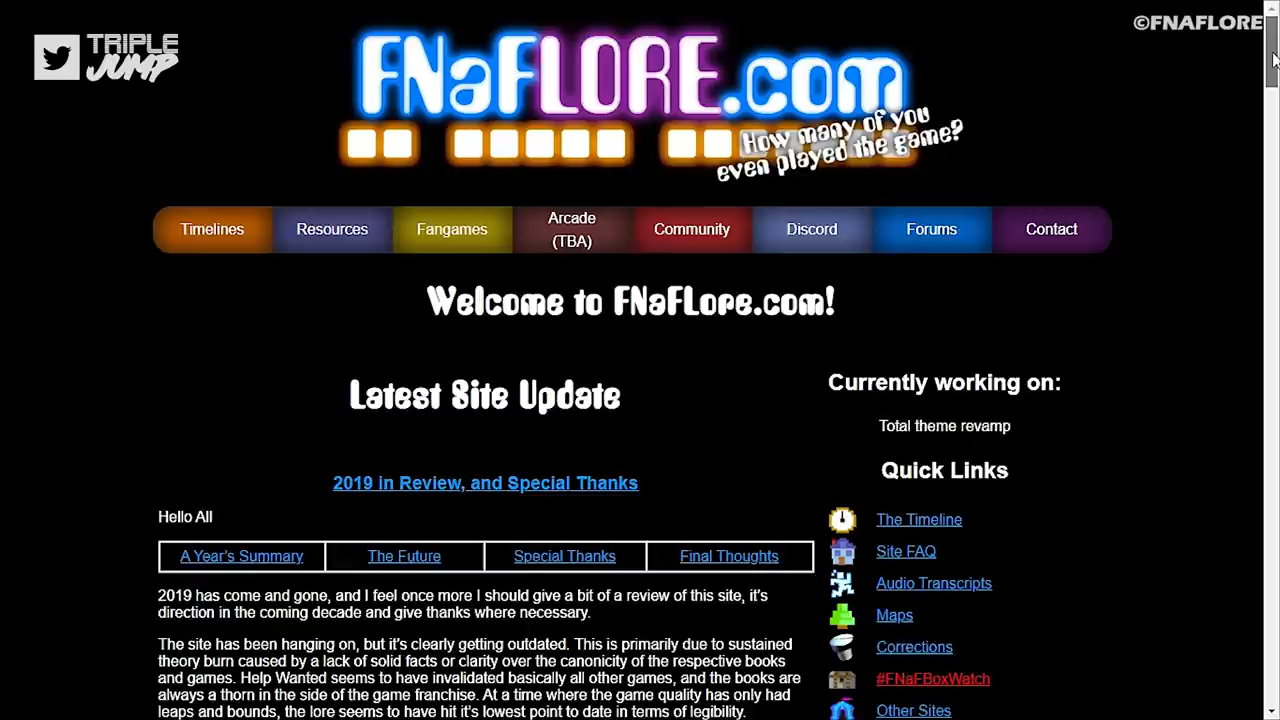 ©FNAFLORE
TRIPLE
JUMP
FNaFLORE.com
How many of you
even played the game?
Timelines
Resources
Fangames
Arcade
(TBA)
Community
Discord
Forums
Contact
Welcome to FNaFLore.com!
Latest Site Update
2019 in Review, and Special Thanks
Hello All
A Year's Summary
The Future
Special Thanks
Final Thoughts
2019 has come and gone, and I feel once more I should give a bit of a review of this site, it's
direction in the coming decade and give thanks where necessary.
The site has been hanging on, but it's clearly getting outdated. This is primarily due to sustained
theory burn caused by a lack of solid facts or clarity over the canonicity of the respective books
and games. Help Wanted seems to have invalidated basically all other games, and the books are
always a thorn in the side of the game franchise. At a time where the game quality has only had
leaps and bounds, the lore seems to have hit it's lowest point to date in terms of legibility.
Currently working on:
Total theme revamp
Quick Links
The Timeline
Site FAQ
Audio Transcripts
Maps
Corrections
#FNaFBoxWatch
Other Sites